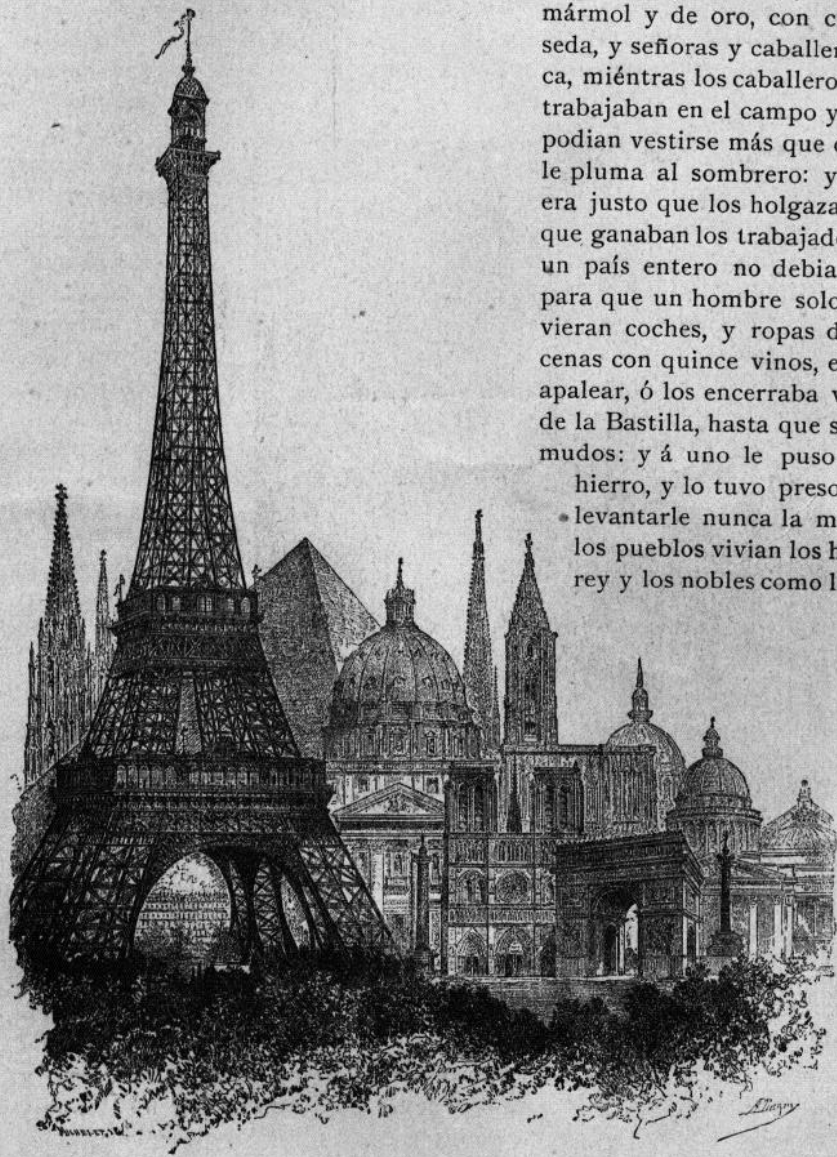 mármol y de oro, con c
seda, y señoras y caballer
ca, miéntras los caballero
trabajaban en el campo y
podian vestirse más que
le pluma al sombrero: y
era justo que los holgaza
que ganaban los trabajad
un país entero no debia
para que un hombre solo
vieran coches, y ropas d
cenas con quince vinos, e
apalear, ó los encerraba v
de la Bastilla, hasta que s
mudos: y á uno le puso
hierro, y lo tuvo preso
levantarle nunca la m
los pueblos vivian los h
rey y los nobles como l